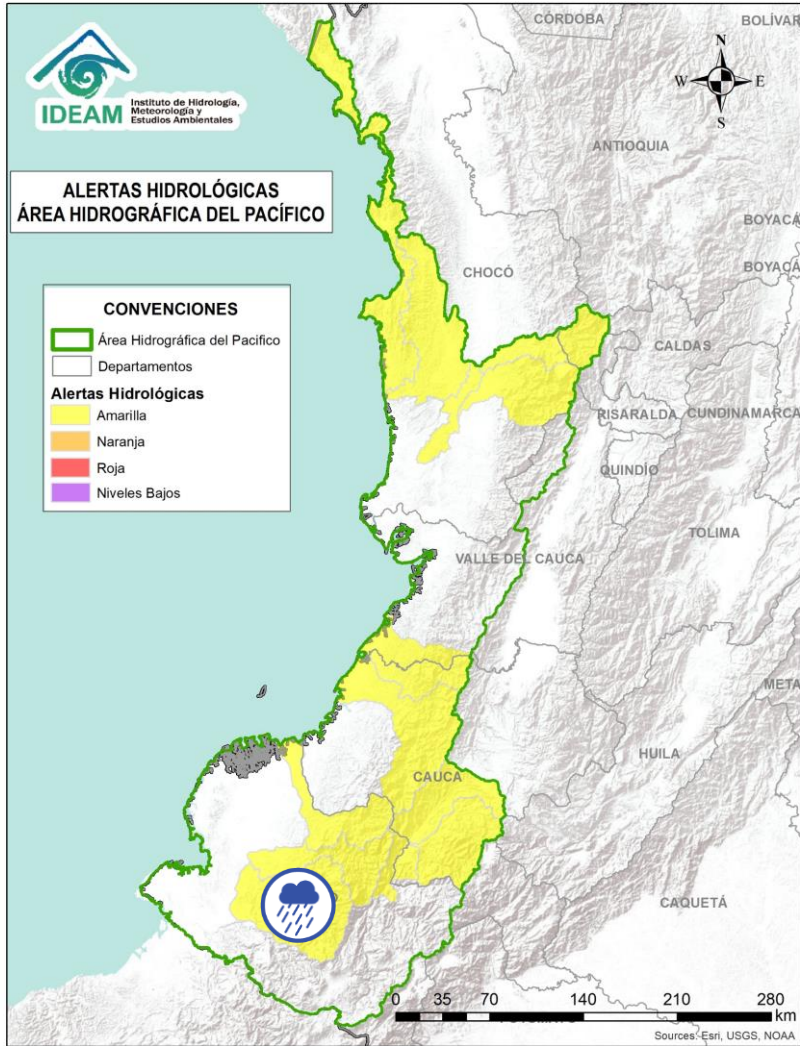 IDEAM
Instituto de Hidrología,
Meteorología y
Estudios Ambientales
ALERTAS HIDROLÓGICAS
ÁREA HIDROGRÁFICA DEL PACÍFICO
CONVENCIONES
Área Hidrográfica del Pacífico
Departamentos
Alertas Hidrológicas
Amarilla
Naranja
Roja
Niveles Bajos
N
W
E
S
CÓRDOBA
BOLÍVAR
ANTIOQUIA
BOYACÁ
BOYACÁ
CHOCÓ
CALDAS
RISARALDA
CUNDINAMARCA
QUINDÍO
TOLIMA
VALLE DEL CAUCA
META
HUILA
CAUCA
CAQUETÁ
0 35 70 140 210 280
km
Sources: Esri, USGS, NOAA